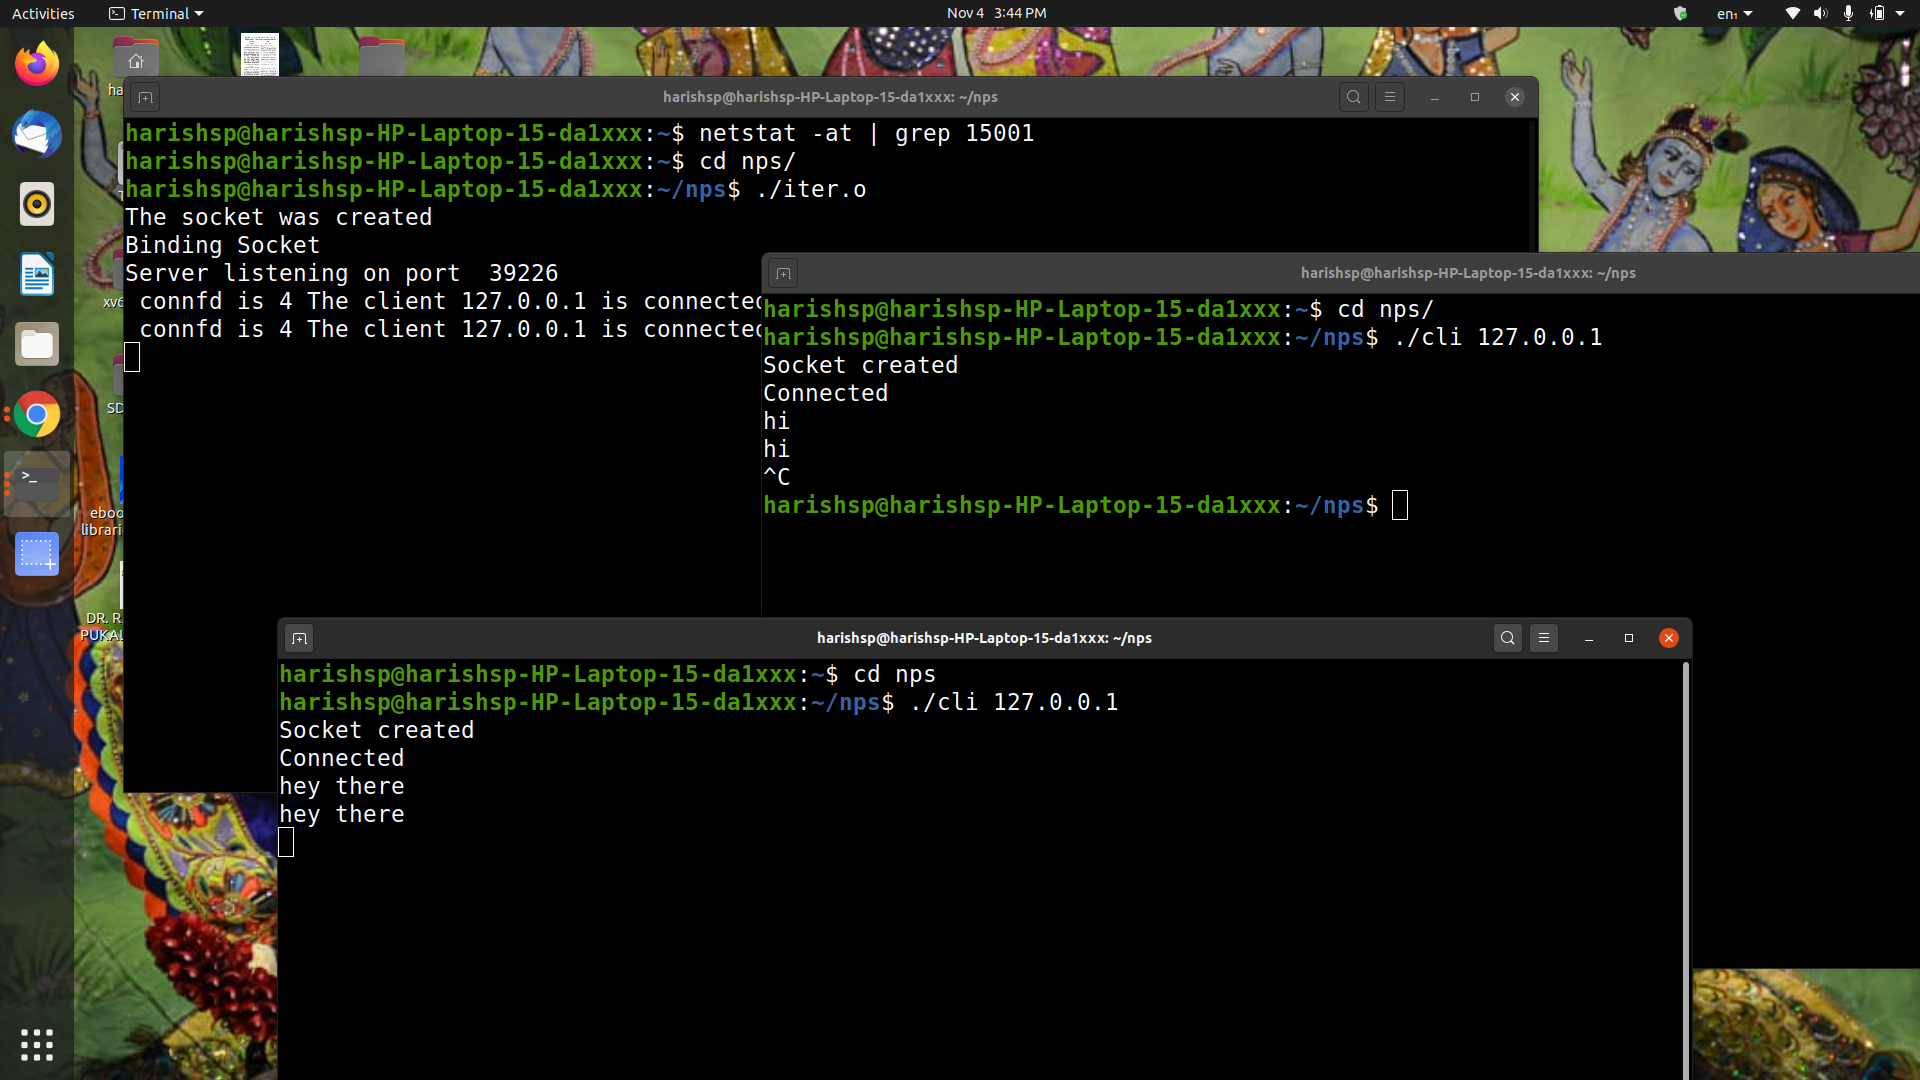 Activities Terminal Nov 4 3:44 PM en₁
harishsp@harishsp-HP-Laptop-15-da1xxx: ~/nps
harishsp@harishsp-HP-Laptop-15-da1xxx:~$ netstat -at | grep 15001
harishsp@harishsp-HP-Laptop-15-da1xxx:~$ cd nps/
harishsp@harishsp-HP-Laptop-15-da1xxx:~/nps$ ./iter.o
The socket was created
Binding Socket
Server listening on port  39226
connfd is 4 The client 127.0.0.1 is connected
connfd is 4 The client 127.0.0.1 is connected
harishsp@harishsp-HP-Laptop-15-da1xxx: ~/nps
harishsp@harishsp-HP-Laptop-15-da1xxx:~$ cd nps/
harishsp@harishsp-HP-Laptop-15-da1xxx:~/nps$ ./cli 127.0.0.1
Socket created
Connected
hi
hi
^C
harishsp@harishsp-HP-Laptop-15-da1xxx:~/nps$
harishsp@harishsp-HP-Laptop-15-da1xxx: ~/nps
harishsp@harishsp-HP-Laptop-15-da1xxx:~$ cd nps
harishsp@harishsp-HP-Laptop-15-da1xxx:~/nps$ ./cli 127.0.0.1
Socket created
Connected
hey there
hey there
ha
xv6
SD
eboo
librari
DR. R.
PUKAL